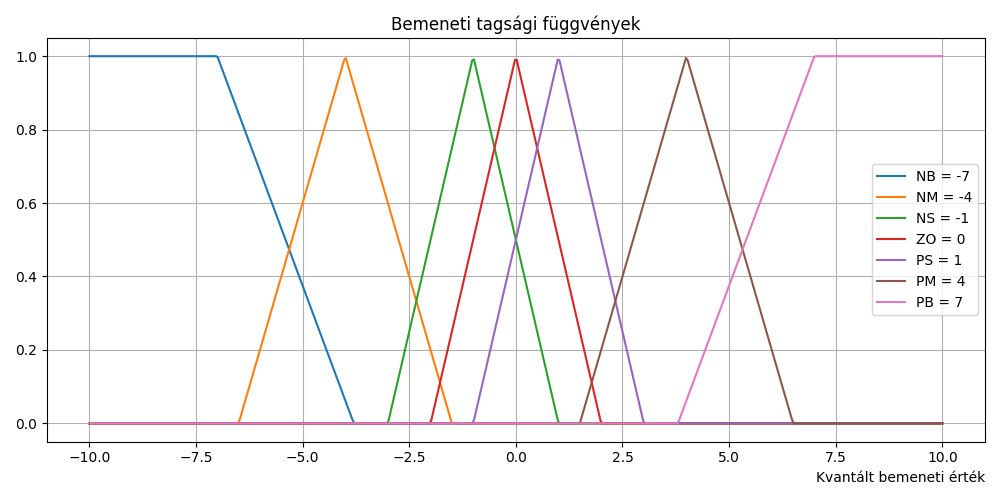 Bemeneti tagsági függvények
1.0
0.8
0.6
0.4
0.2
0.0
NB = -7
NM = -4
NS = -1
ZO = 0
PS = 1
PM = 4
PB = 7
−10.0 −7.5 −5.0 −2.5 0.0 2.5 5.0 7.5 10.0
Kvantált bemeneti érték